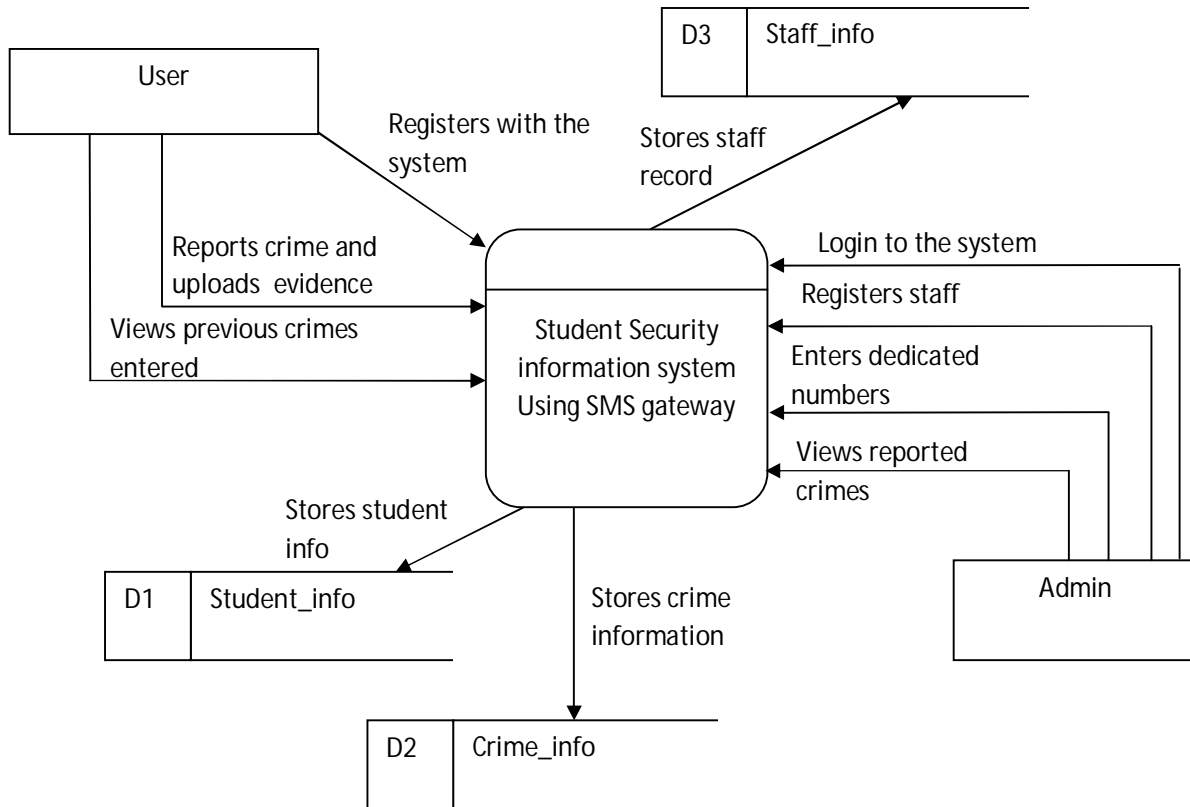 D3
Staff_info
User
Registers with the
system
Stores staff
record
Reports crime and
uploads evidence
Views previous crimes
entered
Login to the system
Registers staff
Enters dedicated
numbers
Views reported
crimes
Student Security
information system
Using SMS gateway
Stores student
info
D1
Student_info
Stores crime
information
Admin
D2
Crime_info